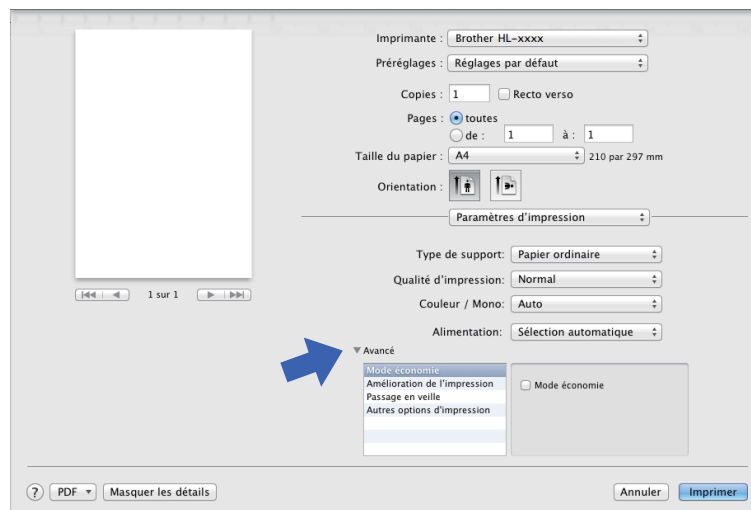 Imprimante : Brother HL-xxxx
Préréglages : Réglages par défaut
Copies : 1 Recto verso
Pages : toutes
de : 1 à : 1
Taille du papier : A4 210 par 297 mm
Orientation :
Paramètres d'impression
Type de support: Papier ordinaire
Qualité d'impression: Normal
Couleur / Mono: Auto
Alimentation: Sélection automatique
1 sur 1
Avancé
Mode économie
Amélioration de l'impression
Passage en veille
Autres options d'impression
Mode économie
? PDF Masquer les détails Annuler Imprimer